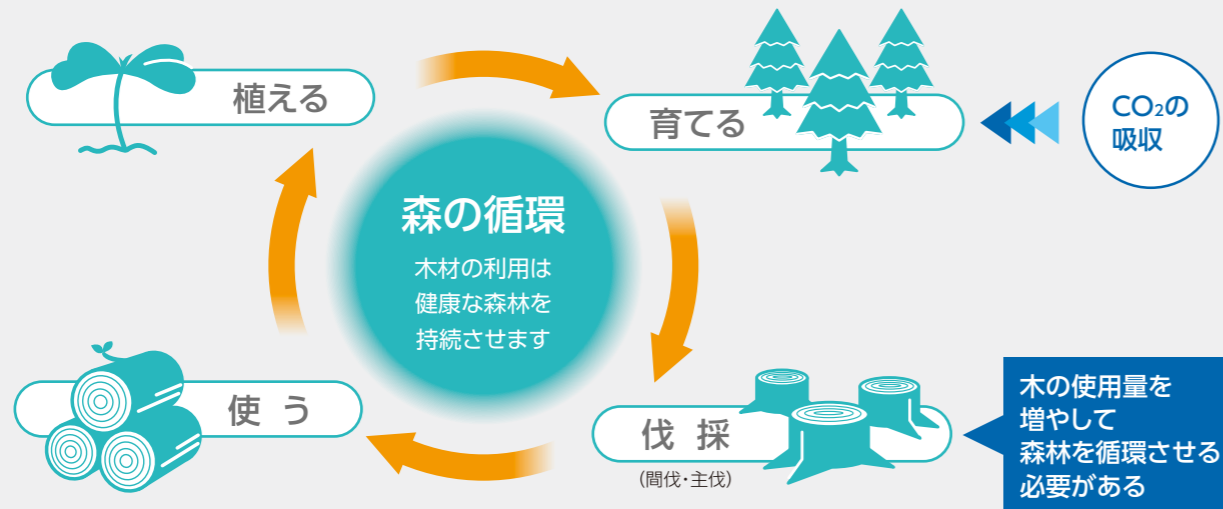 植える
育てる
CO₂の
吸収
森の循環
木材の利用は
健康な森林を
持続させます
使う
伐採
(間伐・主伐)
木の使用量を
増やして
森林を循環させる
必要がある